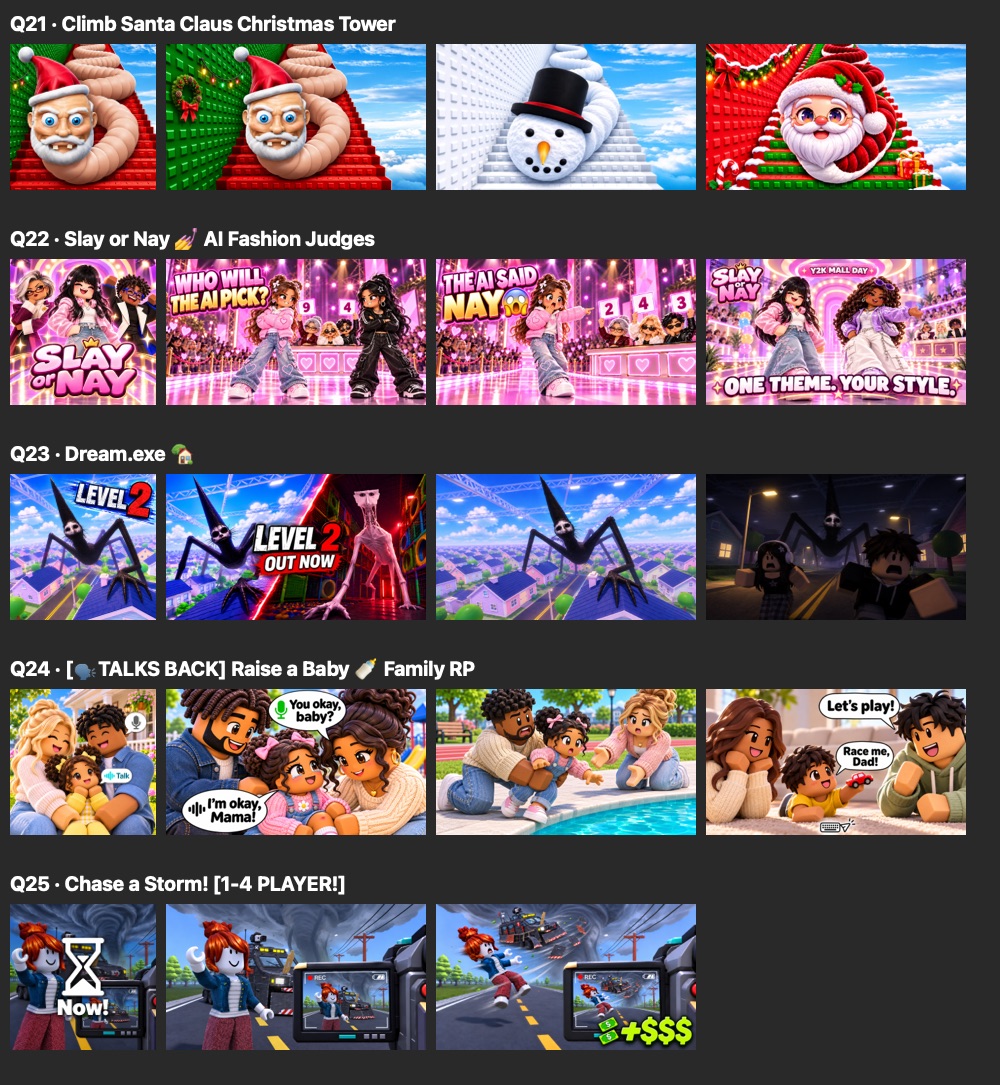 Q21 · Climb Santa Claus Christmas Tower
Q22 · Slay or Nay 💅 AI Fashion Judges
SLAY
or NAY
WHO WILL
THE AI PICK?
9 4
THE AI SAID
NAY😱
2 4 3
SLAY
or
NAY
Y2K MALL DAY
ONE THEME. YOUR STYLE.
Q23 · Dream.exe 🏡
LEVEL 2
LEVEL 2
OUT NOW
Q24 · [🗣️TALKS BACK] Raise a Baby 🍼 Family RP
Talk
You okay,
baby?
I'm okay,
Mama!
Let's play!
Race me,
Dad!
Q25 · Chase a Storm! [1-4 PLAYER!]
Now!
REC
REC
+$$$